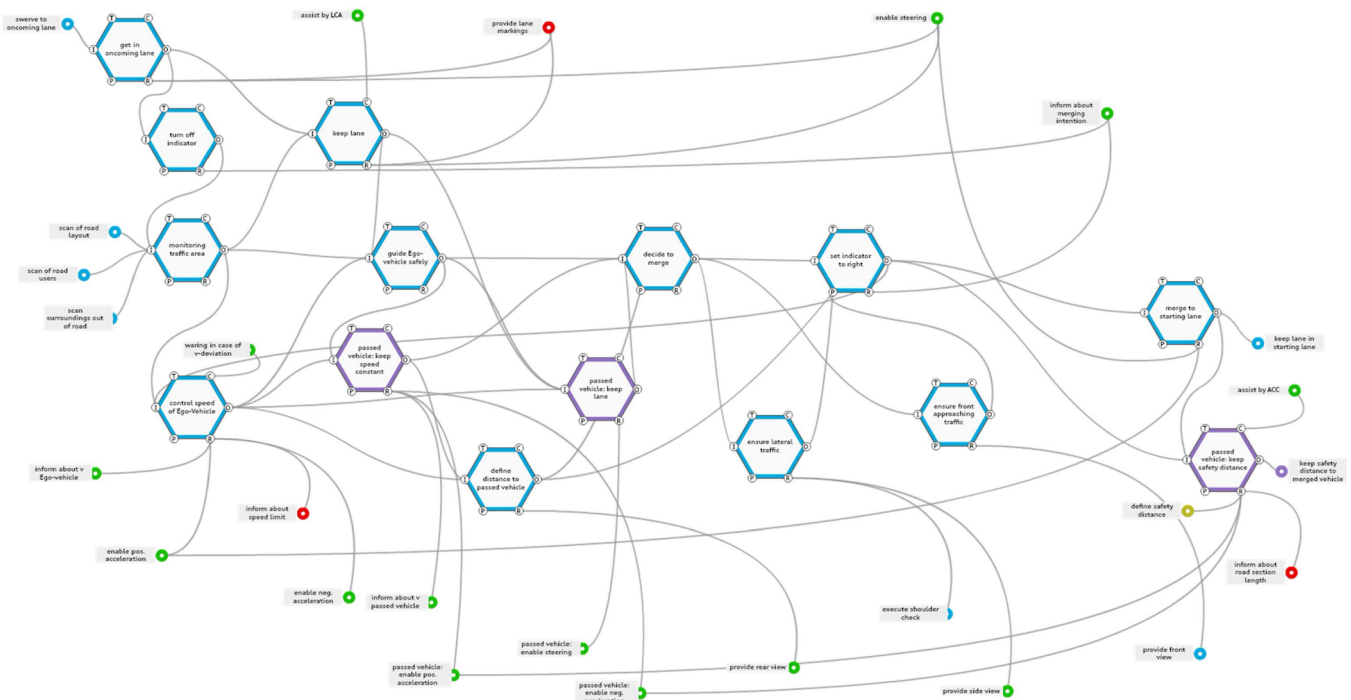 swerve to
oncoming lane
assist by LCA
provide lane
markings
enable steering
T
C
get in
oncoming lane
I
O
P
R
inform about
merging
intention
T
C
turn off
indicator
I
O
P
R
T
C
keep lane
I
O
P
R
scan of road
layout
scan of road
users
scan
surroundings out
of road
T
C
monitoring
traffic area
I
O
P
R
T
C
guide Ego-
vehicle safely
I
O
P
R
T
C
decide to
merge
I
O
P
R
T
C
set indicator
to right
I
O
P
R
T
C
merge to
starting lane
I
O
P
R
keep lane in
starting lane
waring in case of
v-deviation
T
C
passed
vehicle: keep
speed
constant
I
O
P
R
T
C
control speed
of Ego-Vehicle
I
O
P
R
T
C
passed
vehicle: keep
lane
I
O
P
R
T
C
ensure front
approaching
traffic
I
O
P
R
assist by ACC
T
C
ensure lateral
traffic
I
O
P
R
T
C
define
distance to
passed vehicle
I
O
P
R
T
C
passed
vehicle: keep
safety distance
I
O
P
R
keep safety
distance to
merged vehicle
inform about v
Ego-vehicle
inform about
speed limit
define safety
distance
enable pos.
acceleration
inform about
road section
length
enable neg.
acceleration
inform about v
passed vehicle
execute shoulder
check
passed vehicle:
enable steering
provide front
view
passed vehicle:
enable pos.
acceleration
provide rear view
passed vehicle:
enable neg.
provide side view